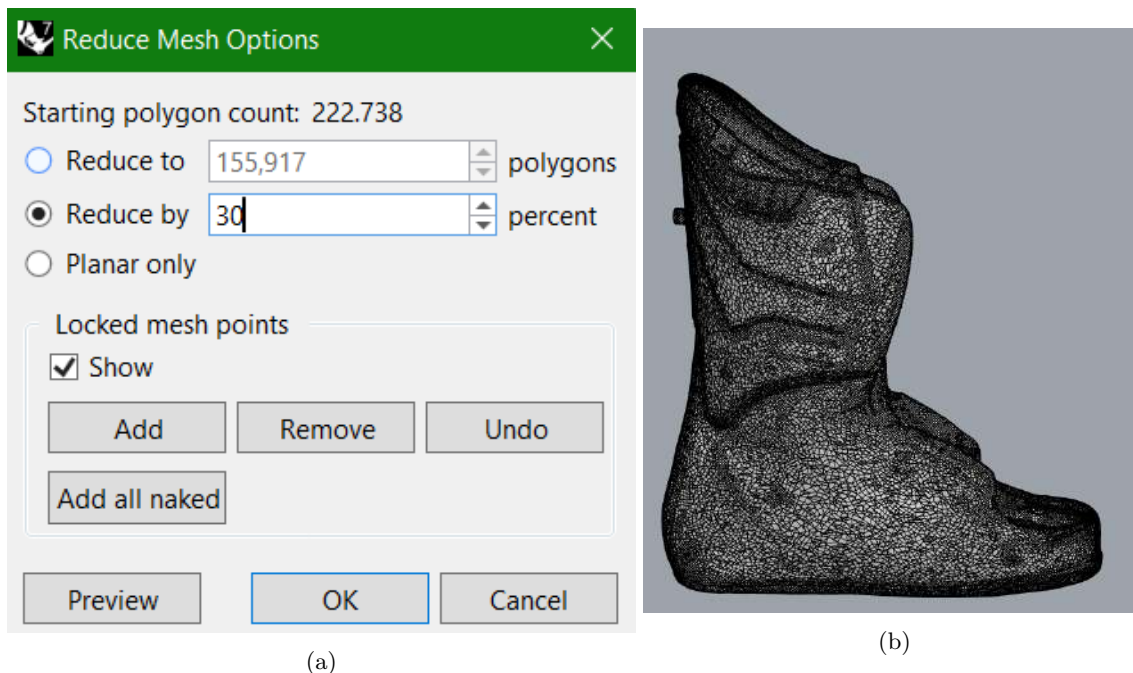 7
Reduce Mesh Options
Starting polygon count: 222.738
Reduce to 155,917 polygons
Reduce by 30 percent
Planar only
Locked mesh points
Show
Add Remove Undo
Add all naked
Preview OK Cancel
(a)
(b)